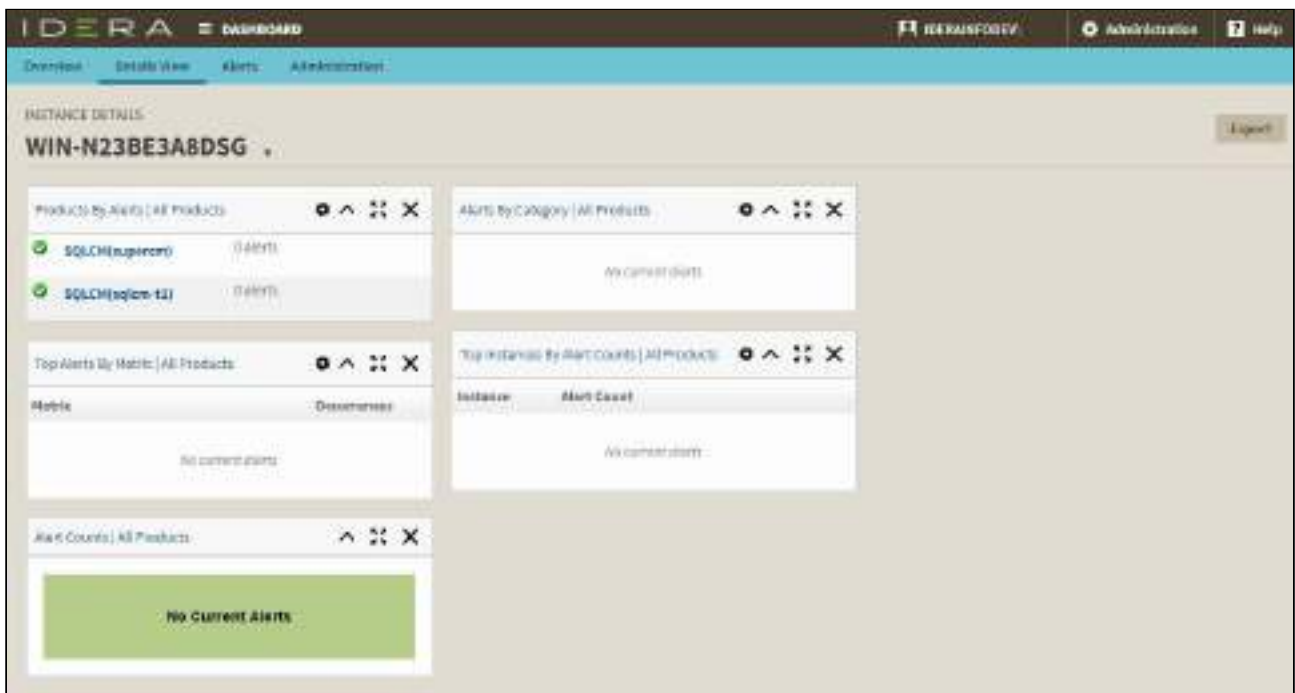 IDERA DASHBOARD Administration Help
Overview Details View Alerts Administration
INSTANCE DETAILS
Export
WIN-N23BE3A8DSG
Products By Alerts | All Products
SQLCM(supercm) 0 alerts
SQLCM(sqlcm-t1) 0 alerts
Alerts By Category | All Products
No current alerts
Top Alerts By Metric | All Products
Metric Occurrences
No current alerts
Top Instances By Alert Counts | All Products
Instance Alert Count
No current alerts
Alert Counts | All Products
No Current Alerts